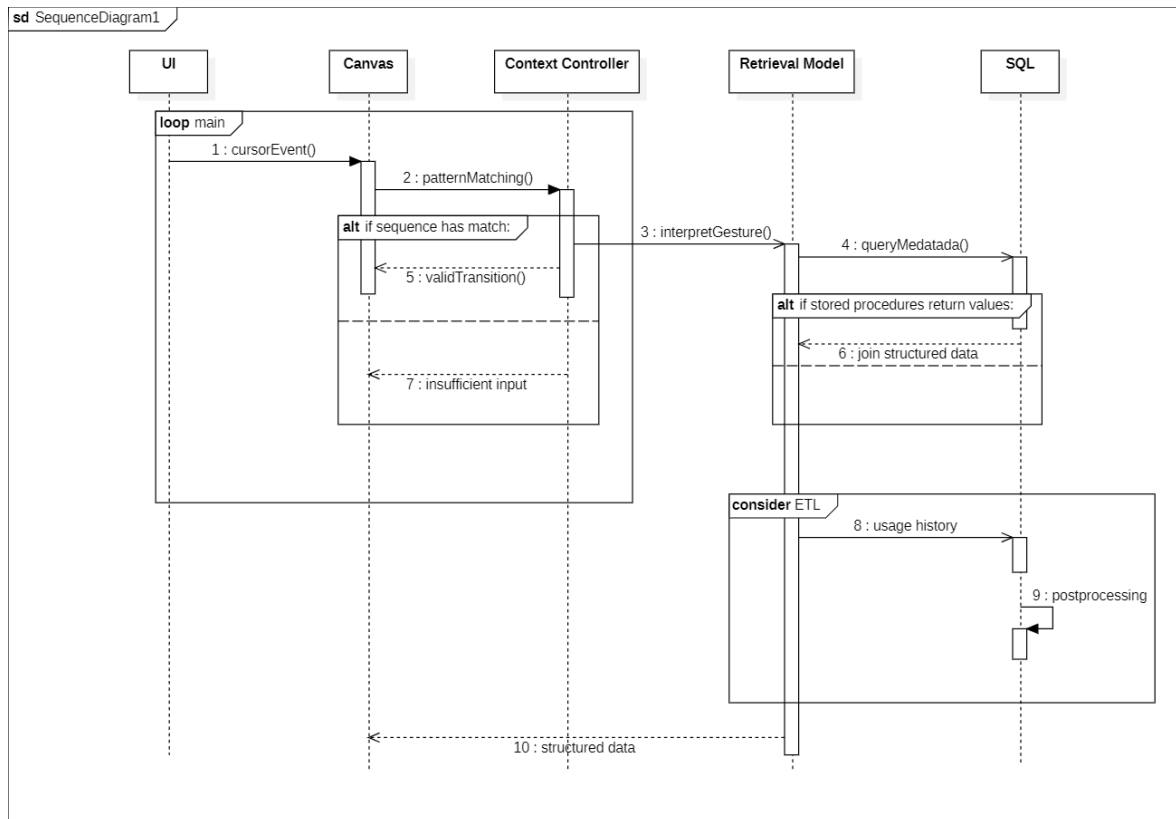 sd SequenceDiagram1
UI
Canvas
Context Controller
Retrieval Model
SQL
loop main
1 : cursorEvent()
2 : patternMatching()
alt if sequence has match:
3 : interpretGesture()
4 : queryMedatada()
5 : validTransition()
alt if stored procedures return values:
6 : join structured data
7 : insufficient input
consider ETL
8 : usage history
9 : postprocessing
10 : structured data